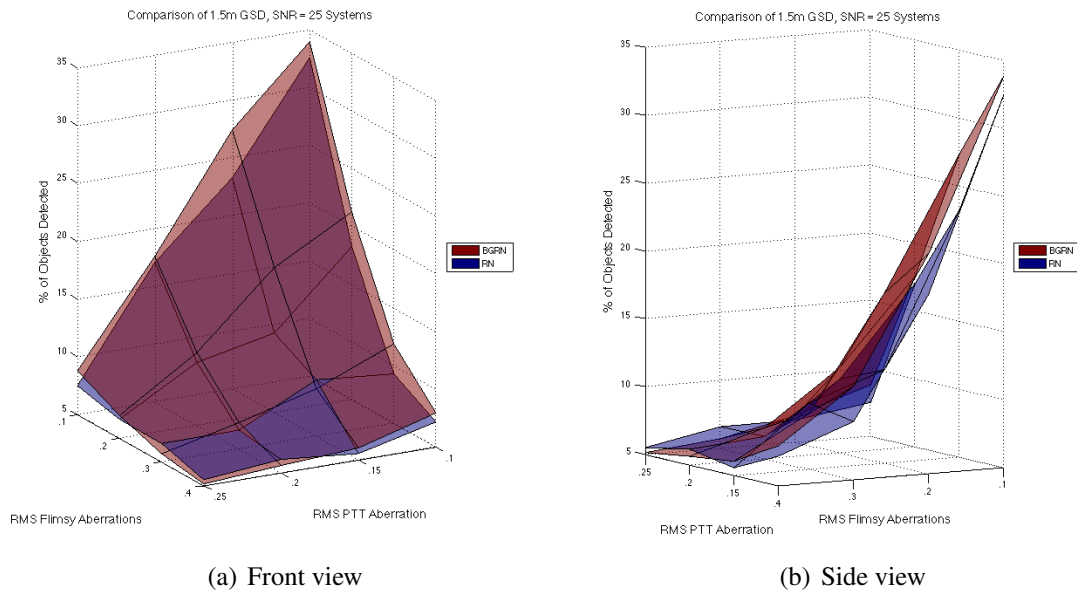 Comparison of 1.5m GSD, SNR = 25 Systems
35
30
25
20
15
10
5
% of Objects Detected
.1
.2
.3
.4
RMS Flimsy Aberrations
.25
.2
.15
.1
RMS PTT Aberration
BGRN
RN
(a) Front view
Comparison of 1.5m GSD, SNR = 25 Systems
35
30
25
20
15
10
5
% of Objects Detected
.25
.2
.15
RMS PTT Aberration
.4
.3
.2
.1
RMS Flimsy Aberrations
BGRN
RN
(b) Side view